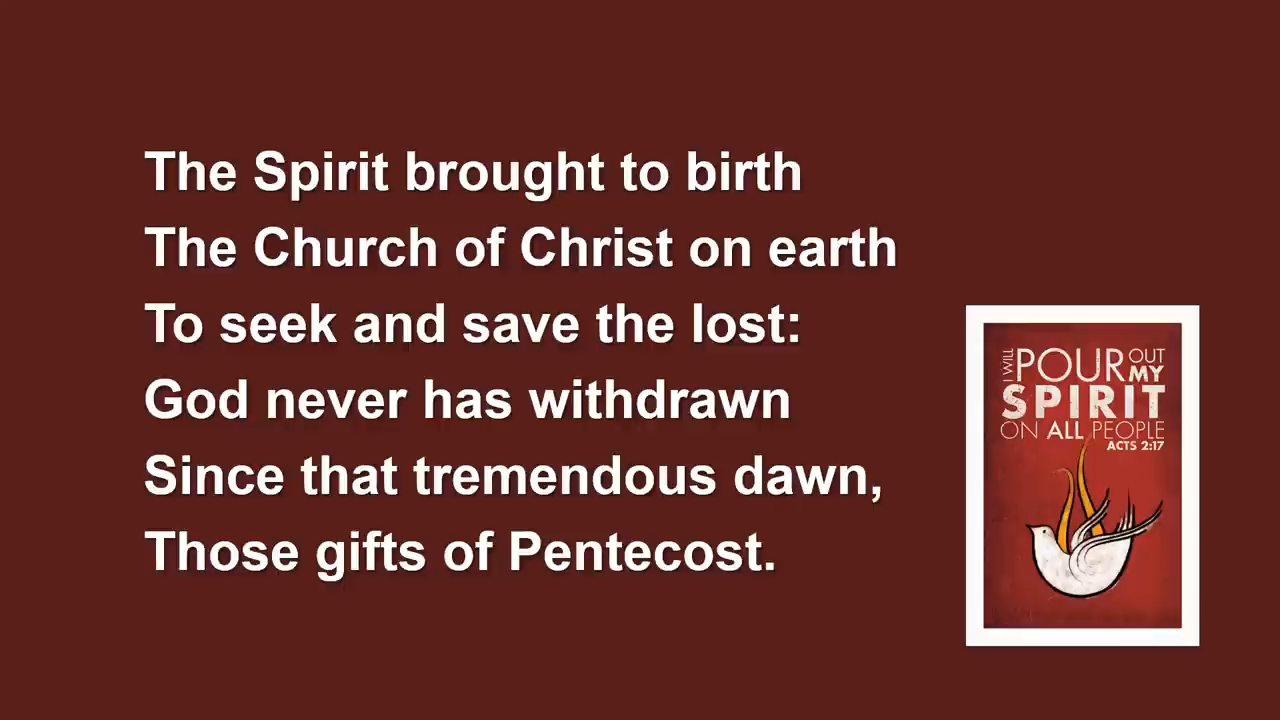 The Spirit brought to birth
The Church of Christ on earth
To seek and save the lost:
God never has withdrawn
Since that tremendous dawn,
Those gifts of Pentecost.
I WILL POUR OUT MY
SPIRIT
ON ALL PEOPLE
ACTS 2:17